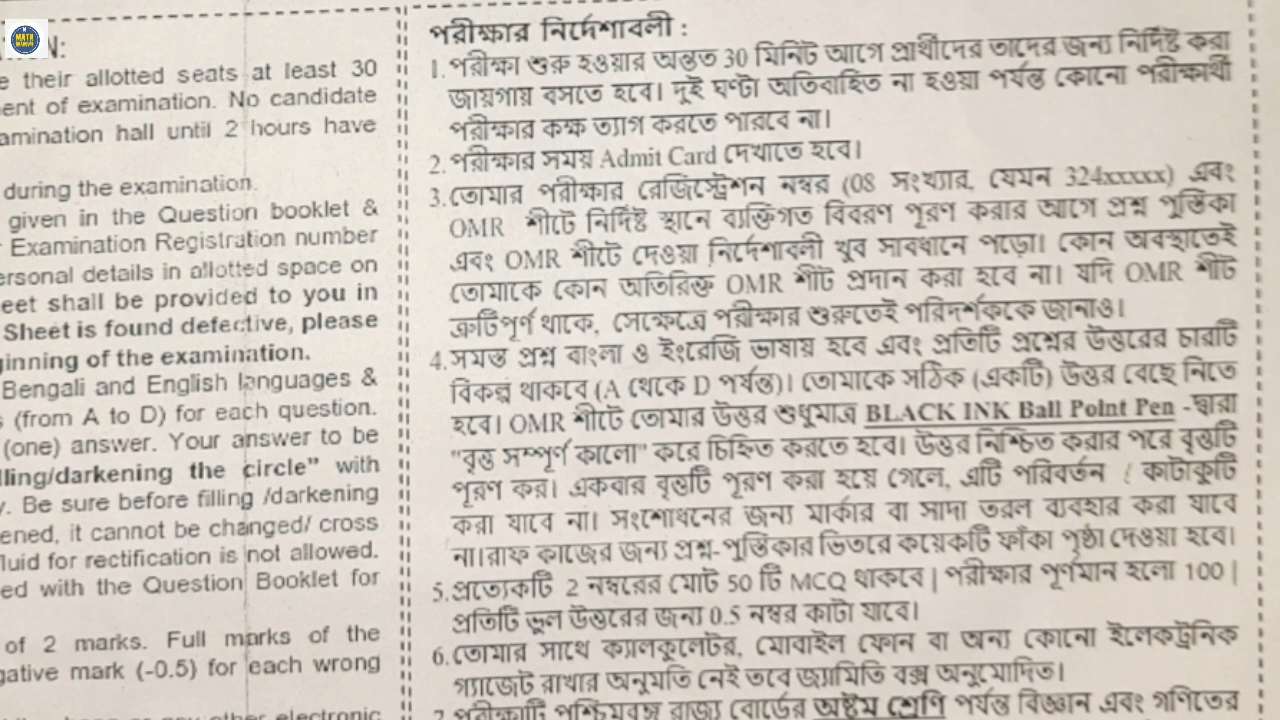 N:
e their allotted seats at least 30
ent of examination. No candidate
amination hall until 2 hours have
during the examination.
given in the Question booklet &
Examination Registration number
ersonal details in allotted space on
eet shall be provided to you in
Sheet is found defective, please
ginning of the examination.
Bengali and English languages &
s (from A to D) for each question.
(one) answer. Your answer to be
lling/darkening the circle" with
y. Be sure before filling /darkening
ened, it cannot be changed/ cross
fluid for rectification is not allowed.
ed with the Question Booklet for
of 2 marks. Full marks of the
gative mark (-0.5) for each wrong
other electronic
পরীক্ষার নির্দেশাবলী :
1. পরীক্ষা শুরু হওয়ার অন্তত 30 মিনিট আগে প্রার্থীদের তাদের জন্য নির্দিষ্ট করা
জায়গায় বসতে হবে। দুই ঘণ্টা অতিবাহিত না হওয়া পর্যন্ত কোনো পরীক্ষার্থী
পরীক্ষার কক্ষ ত্যাগ করতে পারবে না।
2. পরীক্ষার সময় Admit Card দেখাতে হবে।
3. তোমার পরীক্ষার রেজিস্ট্রেশন নম্বর (08 সংখ্যার, যেমন 324xxxxx) এবং
OMR শীটে নির্দিষ্ট স্থানে ব্যক্তিগত বিবরণ পূরণ করার আগে প্রশ্ন পুস্তিকা
এবং OMR শীটে দেওয়া নির্দেশাবলী খুব সাবধানে পড়ো। কোন অবস্থাতেই
তোমাকে কোন অতিরিক্ত OMR শীট প্রদান করা হবে না। যদি OMR শীট
ত্রুটিপূর্ণ থাকে, সেক্ষেত্রে পরীক্ষার শুরুতেই পরিদর্শককে জানাও।
4. সমস্ত প্রশ্ন বাংলা ও ইংরেজি ভাষায় হবে এবং প্রতিটি প্রশ্নের উত্তরের চারটি
বিকল্প থাকবে (A থেকে D পর্যন্ত)। তোমাকে সঠিক (একটি) উত্তর বেছে নিতে
হবে। OMR শীটে তোমার উত্তর শুধুমাত্র BLACK INK Ball Point Pen -দ্বারা
"বৃত্ত সম্পূর্ণ কালো" করে চিহ্নিত করতে হবে। উত্তর নিশ্চিত করার পরে বৃত্তটি
পূরণ কর। একবার বৃত্তটি পূরণ করা হয়ে গেলে, এটি পরিবর্তন / কাটাকুটি
করা যাবে না। সংশোধনের জন্য মার্কার বা সাদা তরল ব্যবহার করা যাবে
না।রাফ কাজের জন্য প্রশ্ন-পুস্তিকার ভিতরে কয়েকটি ফাঁকা পৃষ্ঠা দেওয়া হবে।
5. প্রত্যেকটি 2 নম্বরের মোট 50 টি MCQ থাকবে | পরীক্ষার পূর্ণমান হলো 100 |
প্রতিটি ভুল উত্তরের জন্য 0.5 নম্বর কাটা যাবে।
6. তোমার সাথে ক্যালকুলেটর, মোবাইল ফোন বা অন্য কোনো ইলেকট্রনিক
গ্যাজেট রাখার অনুমতি নেই তবে জ্যামিতি বক্স অনুমোদিত।
7. পরীক্ষাটি পশ্চিমবঙ্গ রাজ্য বোর্ডের অষ্টম শ্রেণি পর্যন্ত বিজ্ঞান এবং গণিতের